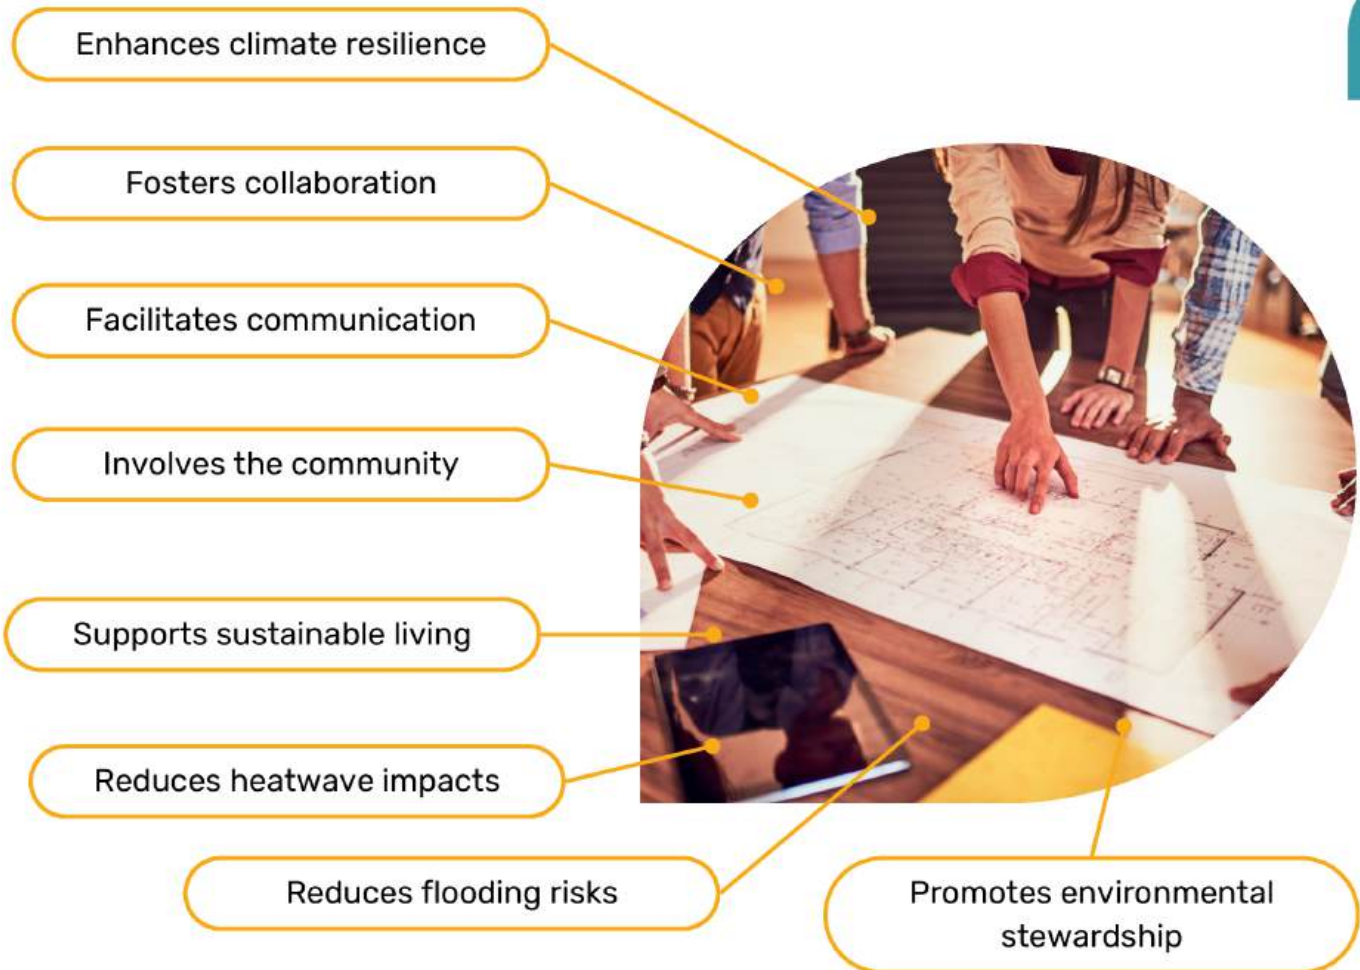 Enhances climate resilience
Fosters collaboration
Facilitates communication
Involves the community
Supports sustainable living
Reduces heatwave impacts
Reduces flooding risks
Promotes environmental
stewardship